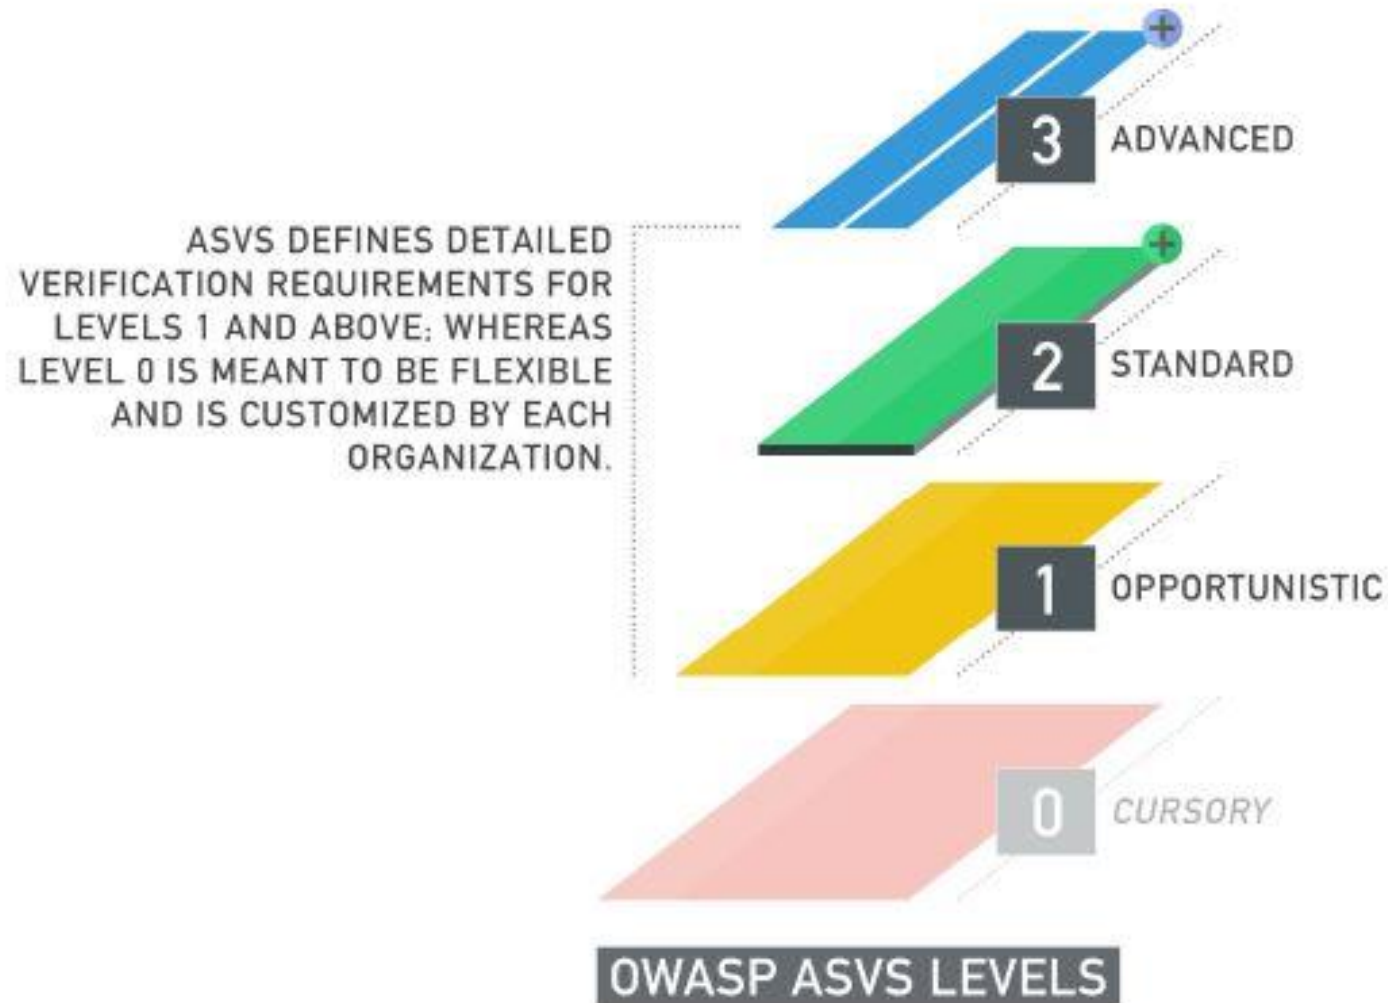 3 ADVANCED
ASVS DEFINES DETAILED
VERIFICATION REQUIREMENTS FOR
LEVELS 1 AND ABOVE; WHEREAS
LEVEL 0 IS MEANT TO BE FLEXIBLE
AND IS CUSTOMIZED BY EACH
ORGANIZATION.
2 STANDARD
1 OPPORTUNISTIC
0 CURSORY
OWASP ASVS LEVELS